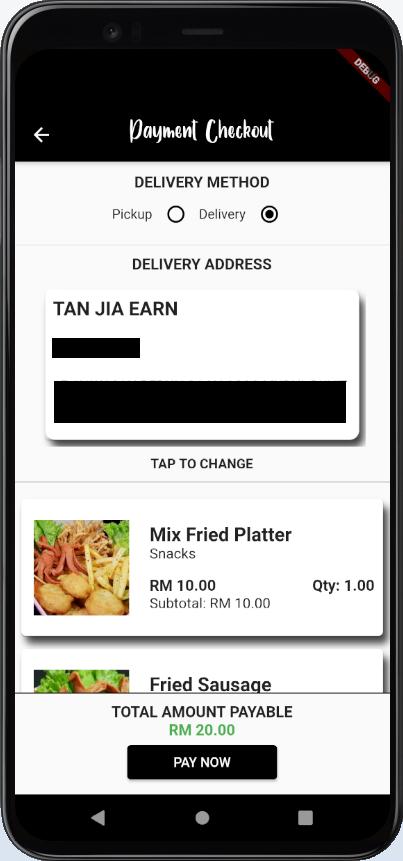 DEBUG
Payment Checkout
DELIVERY METHOD
Pickup Delivery
DELIVERY ADDRESS
TAN JIA EARN
TAP TO CHANGE
Mix Fried Platter
Snacks
RM 10.00 Qty: 1.00
Subtotal: RM 10.00
Fried Sausage
TOTAL AMOUNT PAYABLE
RM 20.00
PAY NOW